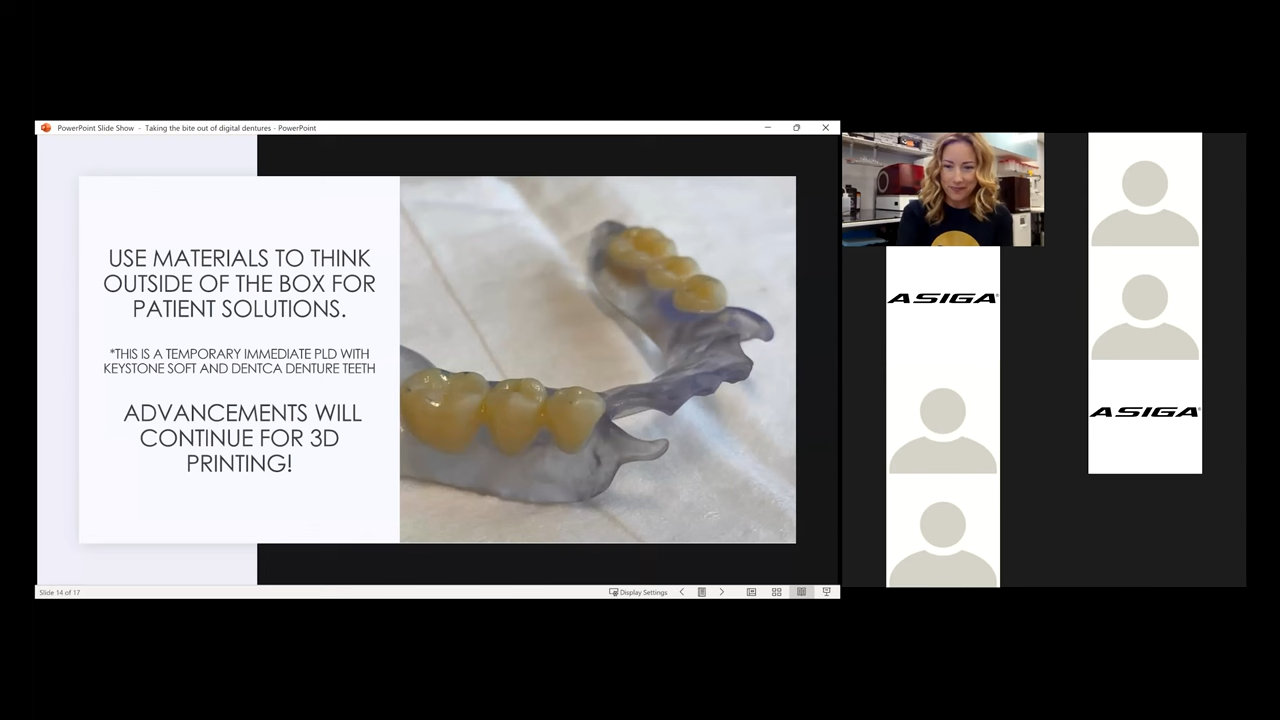 PowerPoint Slide Show - Taking the bite out of digital dentures - PowerPoint
USE MATERIALS TO THINK
OUTSIDE OF THE BOX FOR
PATIENT SOLUTIONS.
*THIS IS A TEMPORARY IMMEDIATE PLD WITH
KEYSTONE SOFT AND DENTCA DENTURE TEETH
ADVANCEMENTS WILL
CONTINUE FOR 3D
PRINTING!
Slide 14 of 17
Display Settings
ASIGA®
ASIGA®